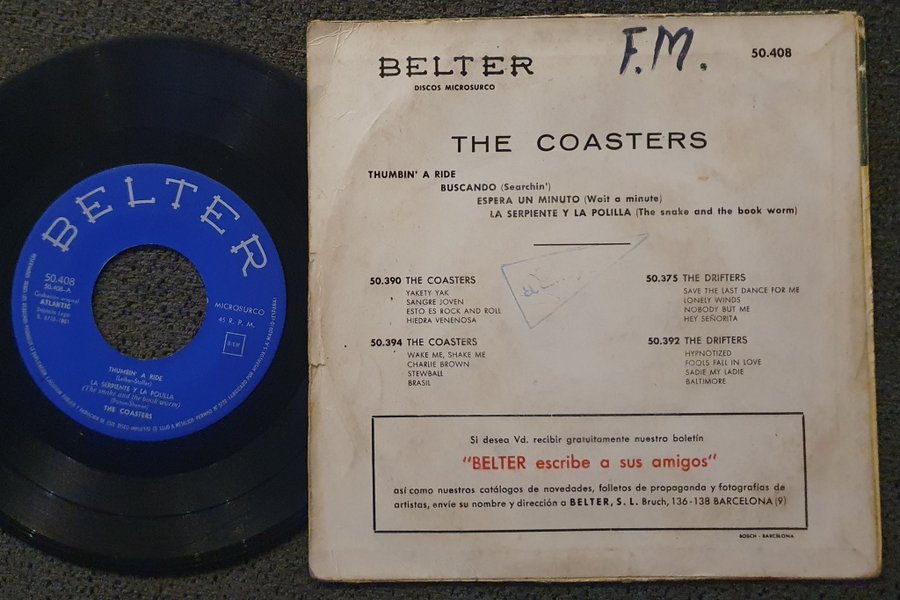 BELTER
50.408
50.408-A
Grabación original
ATLANTIC
Depósito Legal
MICROSURCO
45 R. P. M.
THUMBIN' A RIDE
(Leiber-Stoller)
LA SERPIENTE Y LA POLILLA
(The snake and the book worm)
THE COASTERS
BELTER
DISCOS MICROSURCO
F.M.
50.408
THE COASTERS
THUMBIN' A RIDE
BUSCANDO (Searchin')
ESPERA UN MINUTO (Wait a minute)
LA SERPIENTE Y LA POLILLA (The snake and the book worm)
50.390 THE COASTERS
YAKETY YAK
SANGRE JOVEN
ESTO ES ROCK AND ROLL
HIEDRA VENENOSA
50.394 THE COASTERS
WAKE ME, SHAKE ME
CHARLIE BROWN
STEWBALL
BRASIL
50.375 THE DRIFTERS
SAVE THE LAST DANCE FOR ME
LONELY WINDS
NOBODY BUT ME
HEY SEÑORITA
50.392 THE DRIFTERS
HYPNOTIZED
FOOLS FALL IN LOVE
SADIE MY LADIE
BALTIMORE
Si desea Vd. recibir gratuitamente nuestro boletín
"BELTER escribe a sus amigos"
así como nuestros catálogos de novedades, folletos de propaganda y fotografías de
artistas, envíe su nombre y dirección a BELTER, S. L. Bruch, 136-138 BARCELONA (9)
BOSCH - BARCELONA